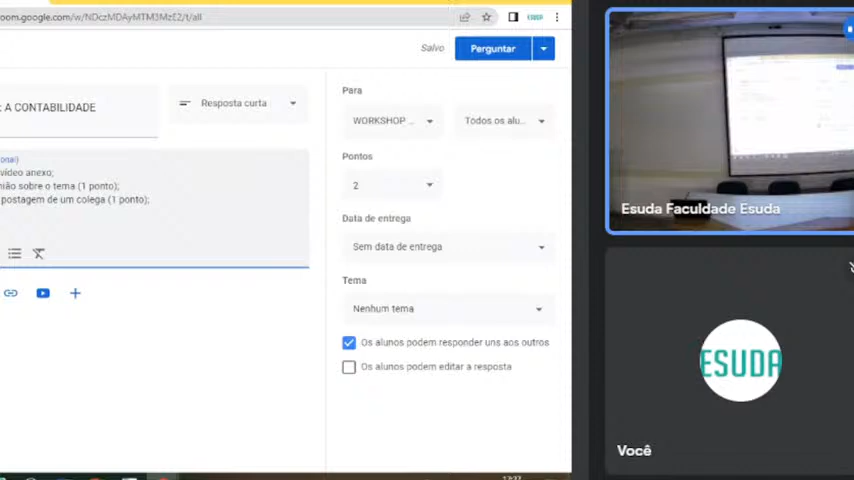 oom.google.com/w/NDczMDAyMTM3MzE2/t/all
ESUDA
Salvo
Perguntar
: A CONTABILIDADE
Resposta curta
onal)
vídeo anexo;
nião sobre o tema (1 ponto);
postagem de um colega (1 ponto);
Para
WORKSHOP ...
Todos os alu...
Pontos
2
Data de entrega
Sem data de entrega
Tema
Nenhum tema
Os alunos podem responder uns aos outros
Os alunos podem editar a resposta
Esuda Faculdade Esuda
ESUDA
Você